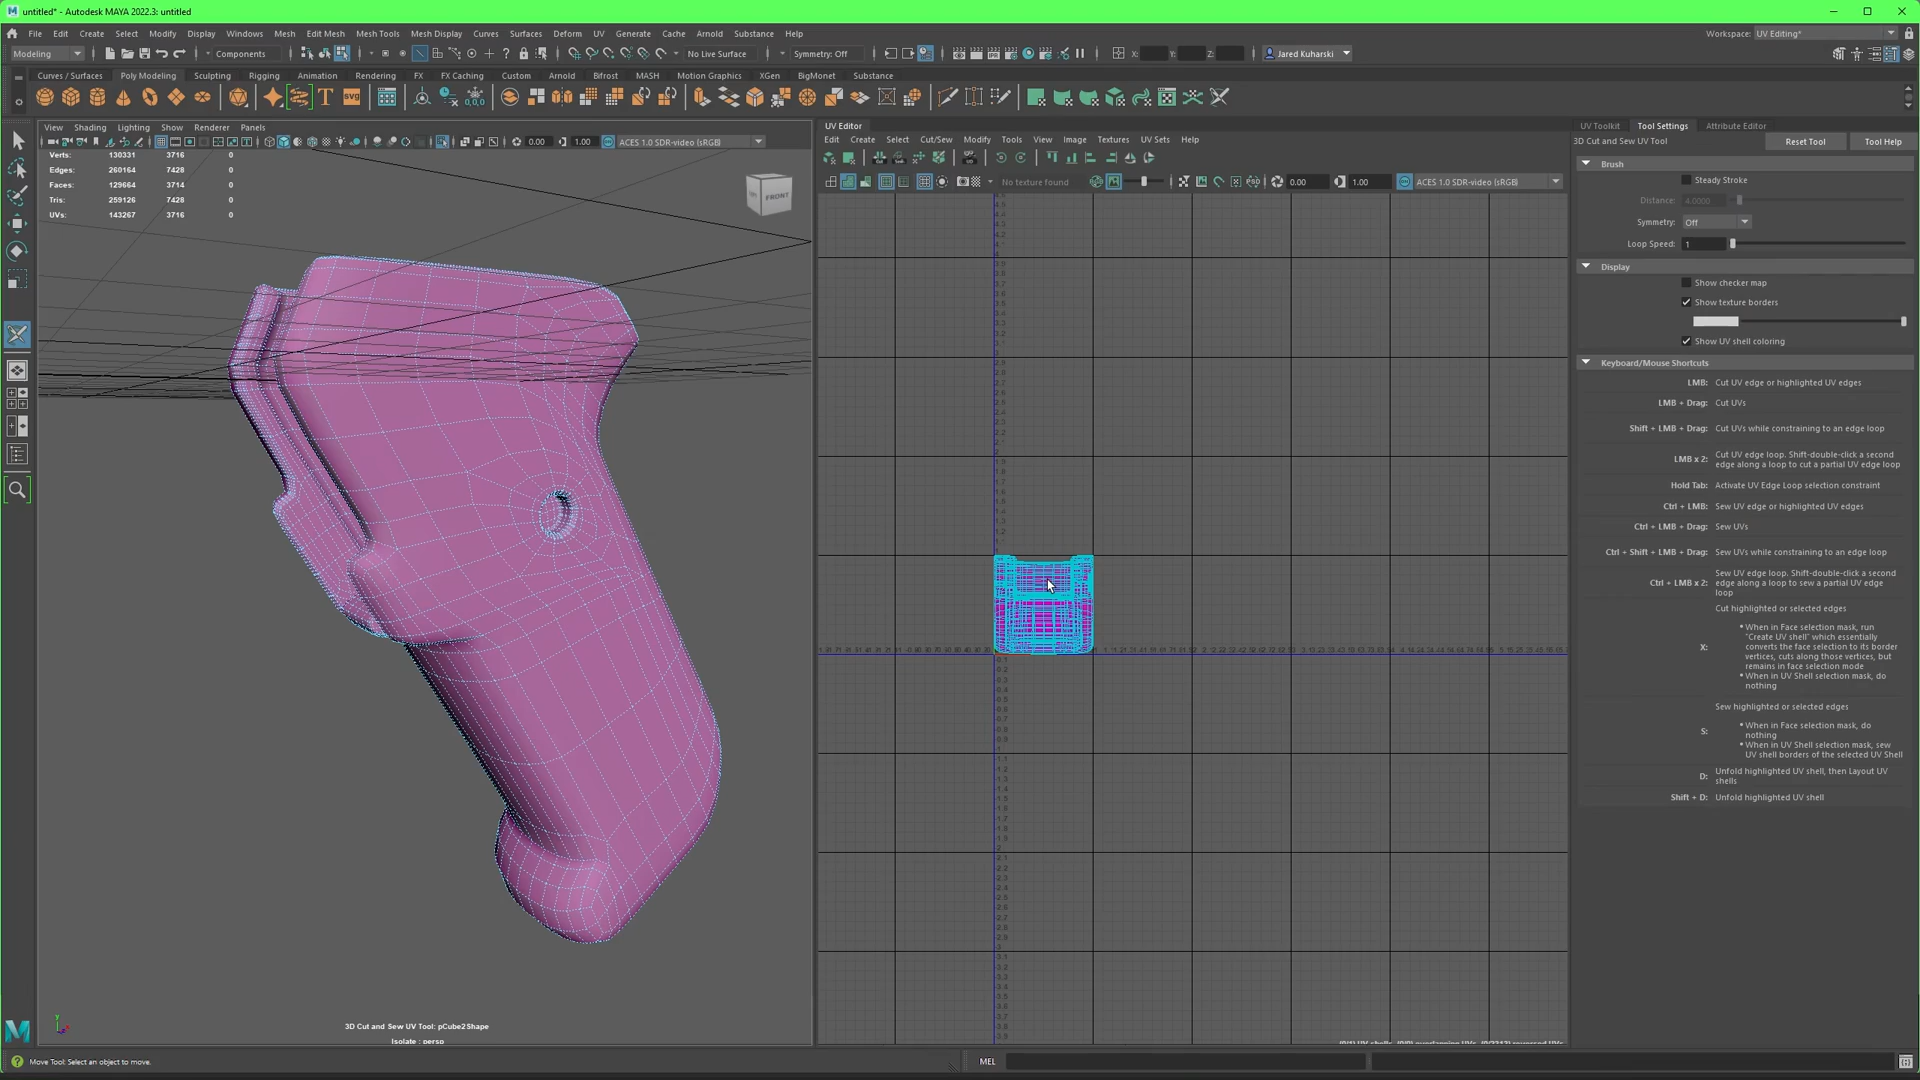 untitled* - Autodesk MAYA 2022.3: untitled
File Edit Create Select Modify Display Windows Mesh Edit Mesh Mesh Tools Mesh Display Curves Surfaces Deform UV Generate Cache Arnold Substance Help
Workspace: UV Editing*
Modeling
Components
No Live Surface
Symmetry: Off
X:
Y:
Z:
Jared Kuharski
Curves / Surfaces Poly Modeling Sculpting Rigging Animation Rendering FX FX Caching Custom Arnold Bifrost MASH Motion Graphics XGen BigMonet Substance
View Shading Lighting Show Renderer Panels
0.00 1.00 ACES 1.0 SDR-video (sRGB)
Verts: 130331 3716 0
Edges: 260164 7428 0
Faces: 129664 3714 0
Tris: 259126 7428 0
UVs: 143267 3716 0
FRONT
3D Cut and Sew UV Tool: pCube2Shape
Isolate : persp
UV Editor
Edit Create Select Cut/Sew Modify Tools View Image Textures UV Sets Help
No texture found
0.00 1.00 ACES 1.0 SDR-video (sRGB)
UV Toolkit Tool Settings Attribute Editor
3D Cut and Sew UV Tool
Reset Tool
Tool Help
Brush
Steady Stroke
Distance: 4.0000
Symmetry: Off
Loop Speed: 1
Display
Show checker map
Show texture borders
Show UV shell coloring
Keyboard/Mouse Shortcuts
LMB: Cut UV edge or highlighted UV edges
LMB + Drag: Cut UVs
Shift + LMB + Drag: Cut UVs while constraining to an edge loop
LMB x 2: Cut UV edge loop. Shift-double-click a second
edge along a loop to cut a partial UV edge loop
Hold Tab: Activate UV Edge Loop selection constraint
Ctrl + LMB: Sew UV edge or highlighted UV edges
Ctrl + LMB + Drag: Sew UVs
Ctrl + Shift + LMB + Drag: Sew UVs while constraining to an edge loop
Ctrl + LMB x 2: Sew UV edge loop. Shift-double-click a second
edge along a loop to sew a partial UV edge
loop
Cut highlighted or selected edges
X:
• When in Face selection mask, run
"Create UV shell" which essentially
converts the face selection to its border
vertices, cuts along those vertices, but
remains in face selection mode
• When in UV Shell selection mask, do
nothing
Sew highlighted or selected edges
S:
• When in Face selection mask, do
nothing
• When in UV Shell selection mask, sew
UV shell borders of the selected UV Shell
D: Unfold highlighted UV shell, then Layout UV
shells
Shift + D: Unfold highlighted UV shell
Move Tool: Select an object to move.
MEL